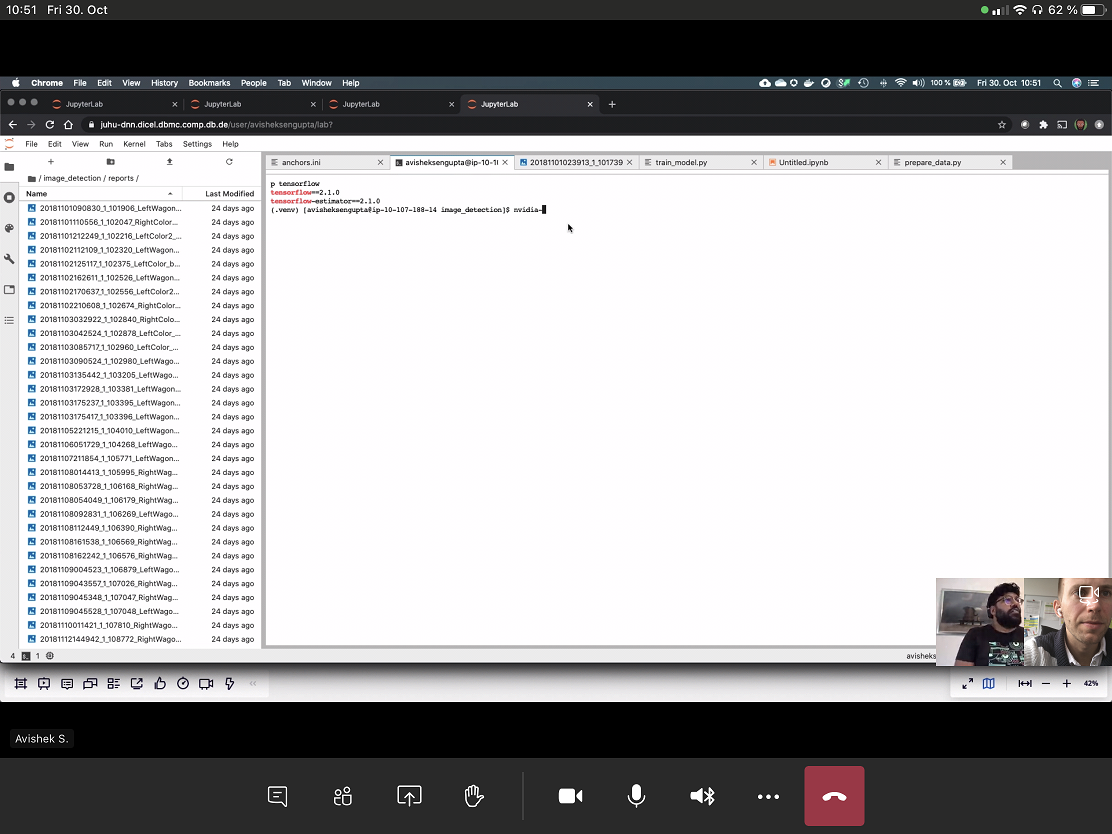 10:51 Fri 30. Oct
62 %
Chrome File Edit View History Bookmarks People Tab Window Help
100 % Fri 30. Oct 10:51
JupyterLab
JupyterLab
JupyterLab
JupyterLab
juhu-dnn.dicel.dbmc.comp.db.de/user/avisheksengupta/lab?
File Edit View Run Kernel Tabs Settings Help
anchors.ini
avisheksengupta@ip-10-10
20181101023913_1_101739
train_model.py
Untitled.ipynb
prepare_data.py
/ image_detection / reports /
Name Last Modified
20181101090830_1_101906_LeftWagon... 24 days ago
20181101110556_1_102047_RightColor... 24 days ago
20181101212249_1_102216_LeftColor2_... 24 days ago
20181102112109_1_102320_LeftWagon... 24 days ago
20181102125117_1_102375_LeftColor_b... 24 days ago
20181102162611_1_102526_LeftWagon... 24 days ago
20181102170637_1_102556_LeftColor2... 24 days ago
20181102210608_1_102674_RightColor... 24 days ago
20181103032922_1_102840_RightColo... 24 days ago
20181103042524_1_102878_LeftColor_... 24 days ago
20181103085717_1_102960_LeftColor_... 24 days ago
20181103090524_1_102980_LeftWago... 24 days ago
20181103135442_1_103205_LeftWago... 24 days ago
20181103172928_1_103381_LeftWagon... 24 days ago
20181103175237_1_103395_LeftWagon... 24 days ago
20181103175417_1_103396_LeftWagon... 24 days ago
20181105221215_1_104010_LeftWagon... 24 days ago
20181106051729_1_104268_LeftWago... 24 days ago
20181107211854_1_105771_LeftWagon... 24 days ago
20181108014413_1_105995_RightWag... 24 days ago
20181108053728_1_106168_RightWag... 24 days ago
20181108054049_1_106179_RightWag... 24 days ago
20181108092831_1_106269_LeftWagon... 24 days ago
20181108112449_1_106390_RightWag... 24 days ago
20181108161538_1_106569_RightWag... 24 days ago
20181108162242_1_106576_RightWag... 24 days ago
20181109004523_1_106879_LeftWagon... 24 days ago
20181109043557_1_107026_RightWag... 24 days ago
20181109045348_1_107047_RightWag... 24 days ago
20181109045528_1_107048_LeftWago... 24 days ago
20181110011421_1_107810_RightWago... 24 days ago
20181112144942_1_108772_RightWago... 24 days ago
p tensorflow
tensorflow==2.1.0
tensorflow-estimator==2.1.0
(.venv) [avisheksengupta@ip-10-107-188-14 image_detection]$ nvidia-
4 1
avisheks
42%
Avishek S.